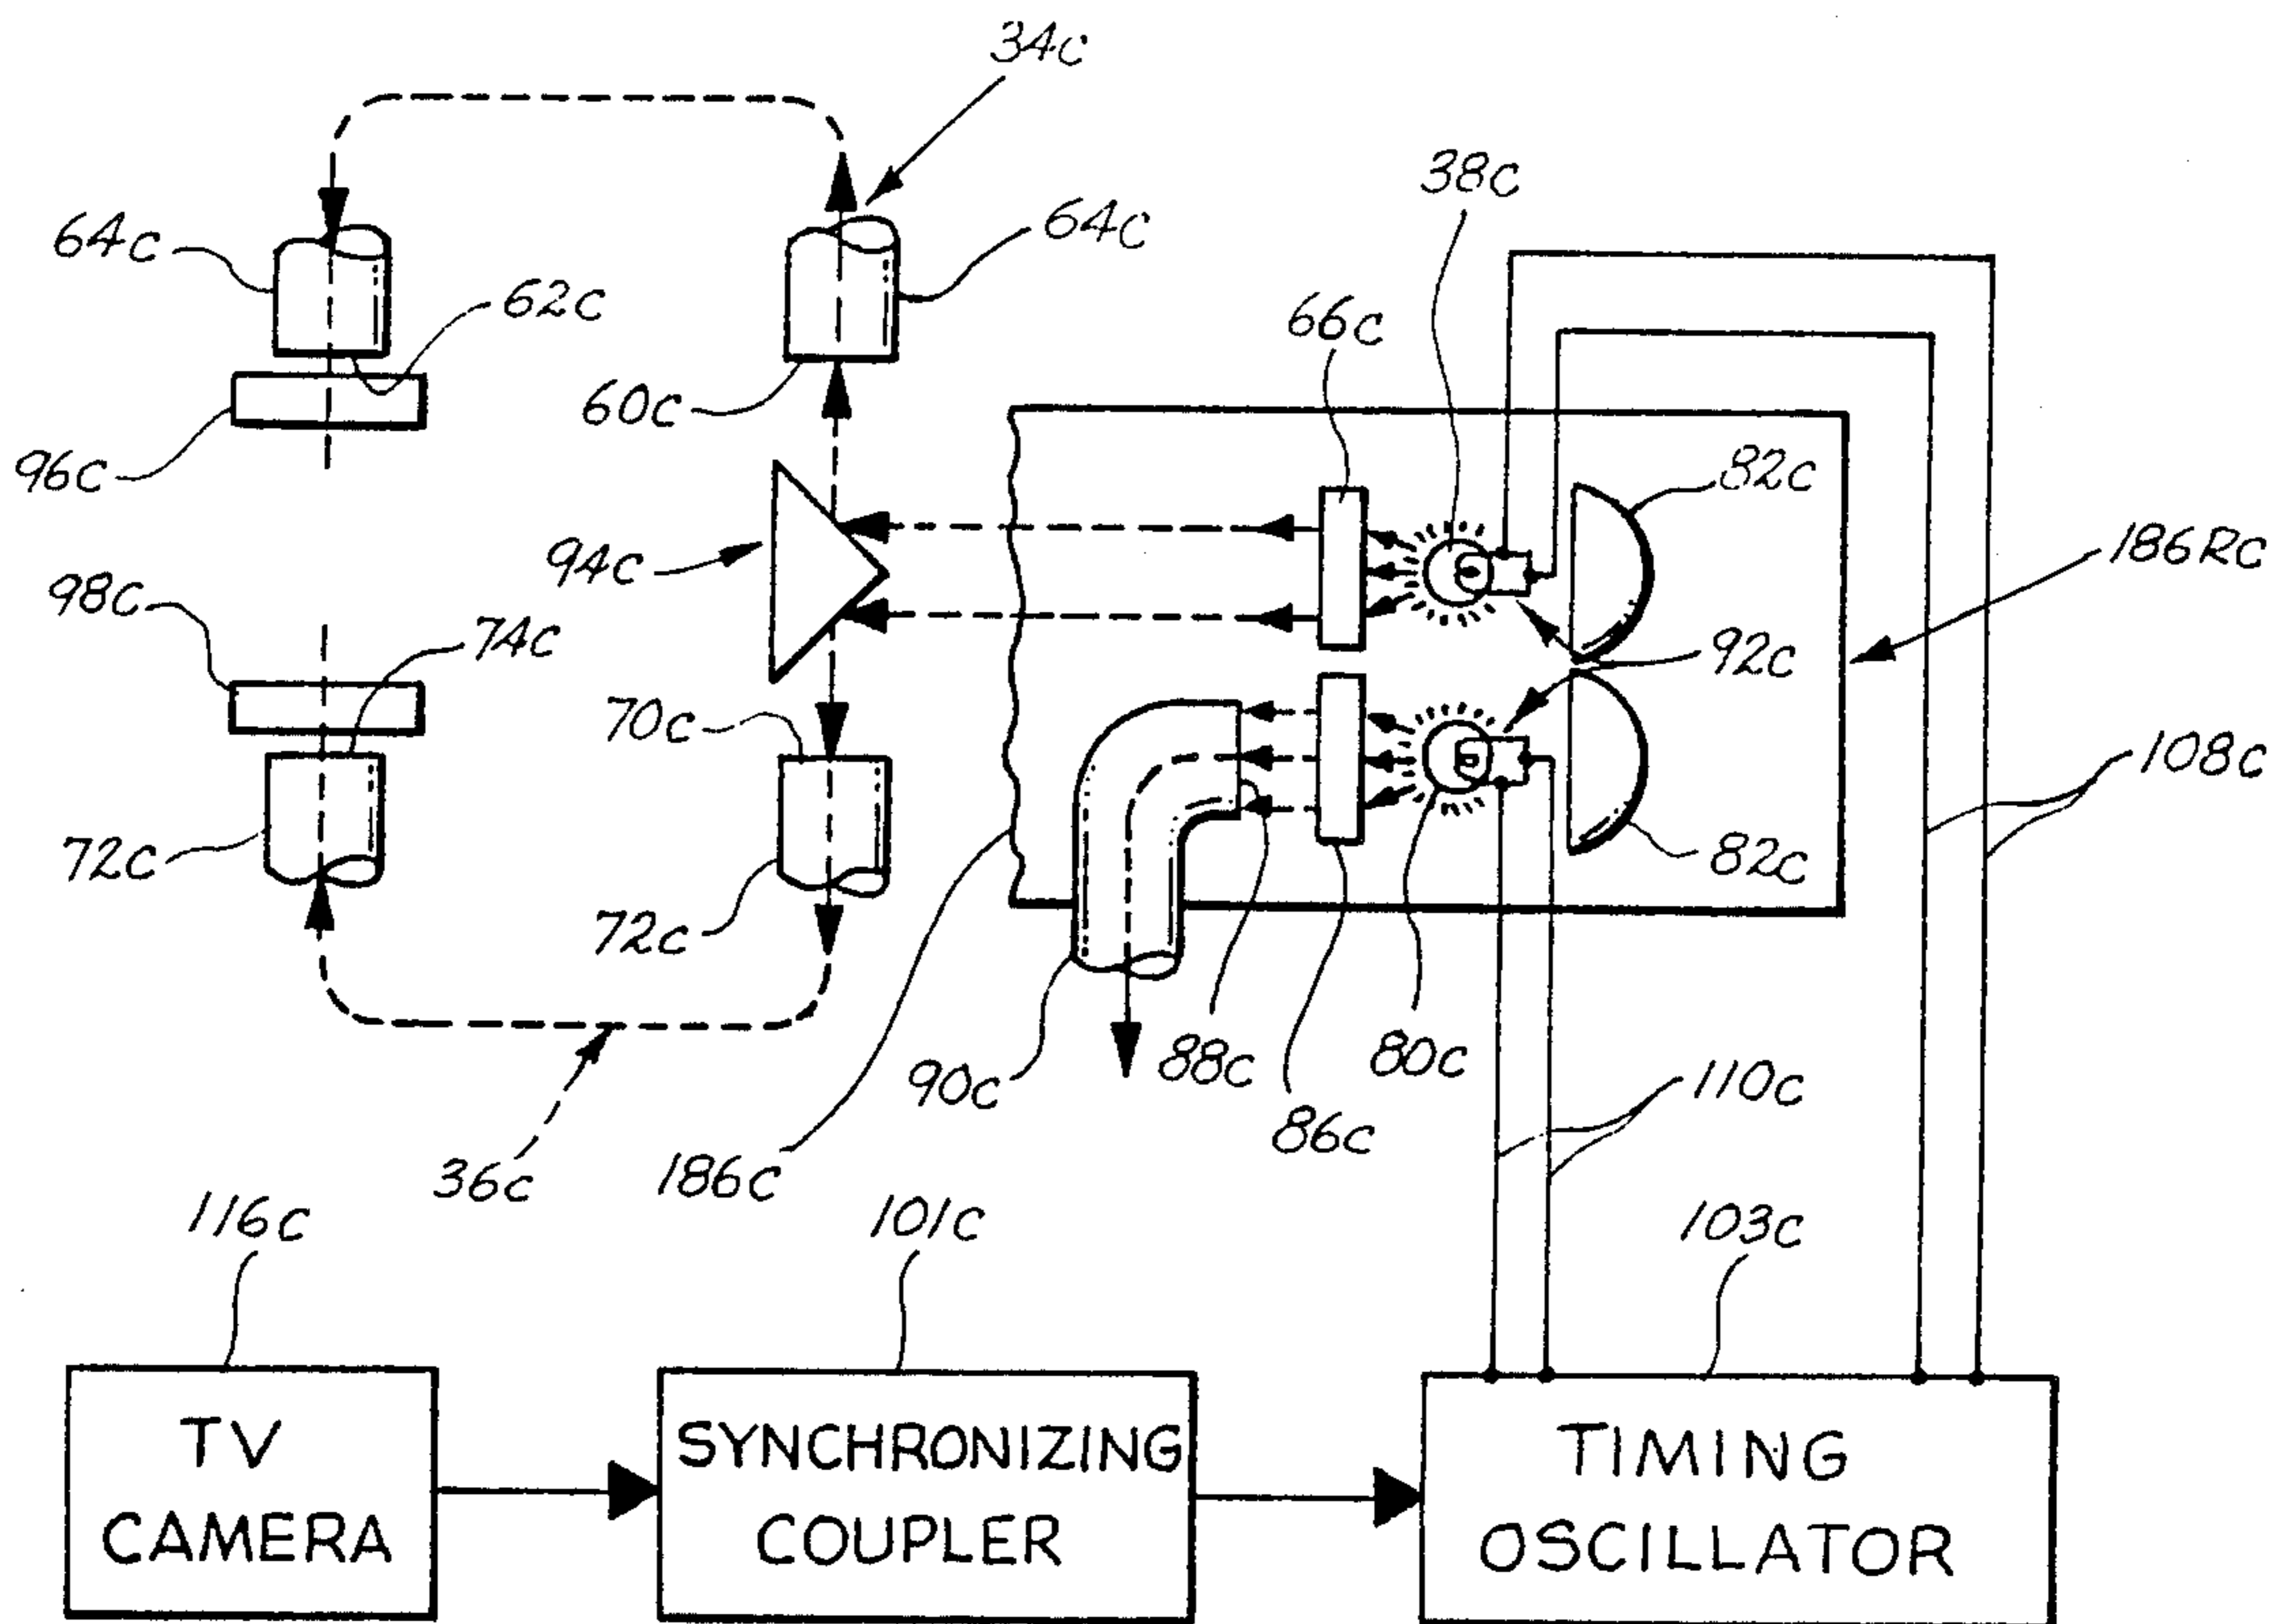 34C
38C
64C
64C
62C
66C
60C
96C
82C
94C
186RC
98C
74C
92C
70C
108C
72C
82C
72C
88C
80C
90C
110C
86C
36C
186C
116C
101C
103C
TV
CAMERA
SYNCHRONIZING
COUPLER
TIMING
OSCILLATOR